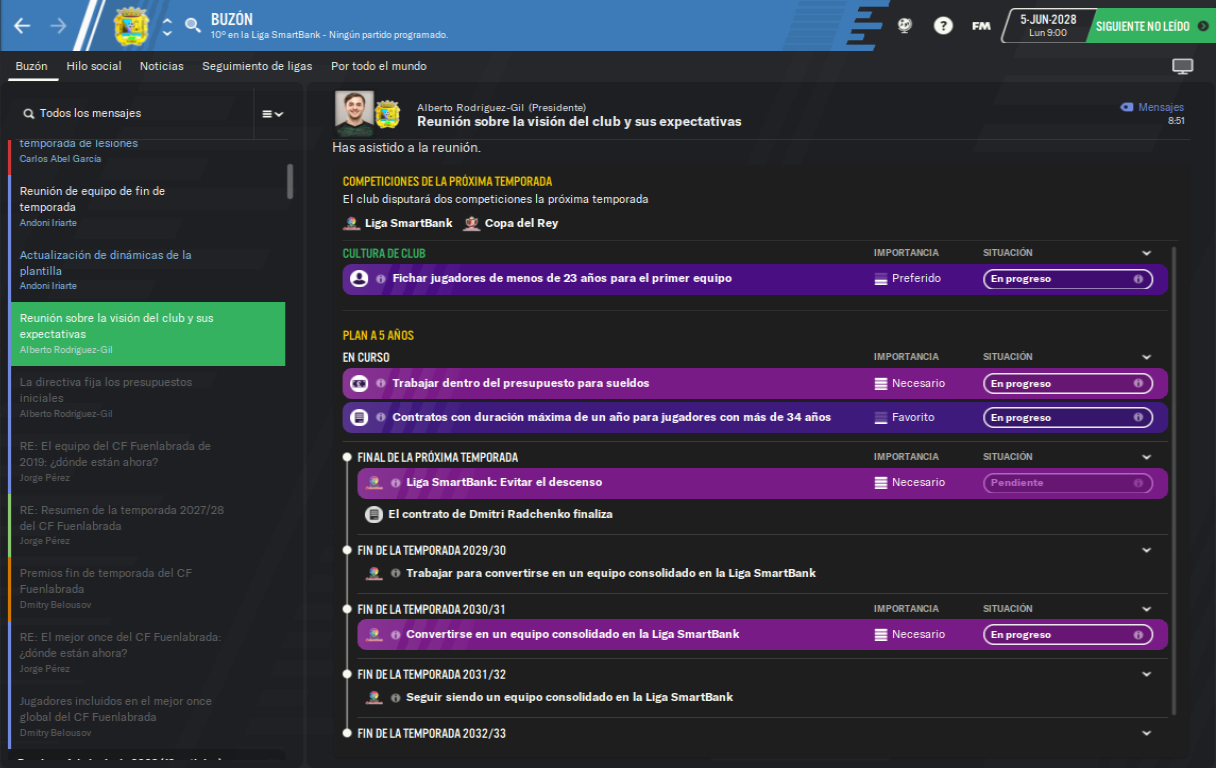 BUZÓN
10º en la Liga SmartBank - Ningún partido programado.
?
FM
5-JUN-2028
Lun 9:00
SIGUIENTE NO LEÍDO
Buzón
Hilo social
Noticias
Seguimiento de ligas
Por todo el mundo
Todos los mensajes
temporada de lesiones
Carlos Abel García
Reunión de equipo de fin de
temporada
Andoni Iriarte
Actualización de dinámicas de la
plantilla
Andoni Iriarte
Reunión sobre la visión del club y sus
expectativas
Alberto Rodríguez-Gil
La directiva fija los presupuestos
iniciales
Alberto Rodríguez-Gil
RE: El equipo del CF Fuenlabrada de
2019: ¿dónde están ahora?
Jorge Pérez
RE: Resumen de la temporada 2027/28
del CF Fuenlabrada
Jorge Pérez
Premios fin de temporada del CF
Fuenlabrada
Dmitry Belousov
RE: El mejor once del CF Fuenlabrada:
¿dónde están ahora?
Jorge Pérez
Jugadores incluidos en el mejor once
global del CF Fuenlabrada
Dmitry Belousov
Alberto Rodríguez-Gil (Presidente)
Reunión sobre la visión del club y sus expectativas
Mensajes
8:51
Has asistido a la reunión.
COMPETICIONES DE LA PRÓXIMA TEMPORADA
El club disputará dos competiciones la próxima temporada
Liga SmartBank
Copa del Rey
CULTURA DE CLUB
IMPORTANCIA
SITUACIÓN
Fichar jugadores de menos de 23 años para el primer equipo
Preferido
En progreso
PLAN A 5 AÑOS
EN CURSO
IMPORTANCIA
SITUACIÓN
Trabajar dentro del presupuesto para sueldos
Necesario
En progreso
Contratos con duración máxima de un año para jugadores con más de 34 años
Favorito
En progreso
FINAL DE LA PRÓXIMA TEMPORADA
IMPORTANCIA
SITUACIÓN
Liga SmartBank: Evitar el descenso
Necesario
Pendiente
El contrato de Dmitri Radchenko finaliza
FIN DE LA TEMPORADA 2029/30
Trabajar para convertirse en un equipo consolidado en la Liga SmartBank
FIN DE LA TEMPORADA 2030/31
IMPORTANCIA
SITUACIÓN
Convertirse en un equipo consolidado en la Liga SmartBank
Necesario
En progreso
FIN DE LA TEMPORADA 2031/32
Seguir siendo un equipo consolidado en la Liga SmartBank
FIN DE LA TEMPORADA 2032/33